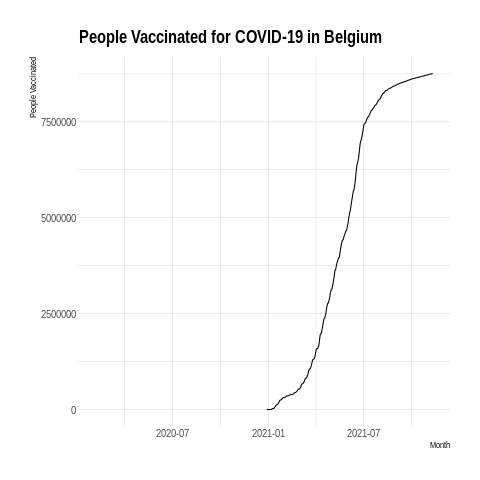 People Vaccinated for COVID-19 in Belgium
People Vaccinated
7500000
5000000
2500000
0
2020-07
2021-01
2021-07
Month